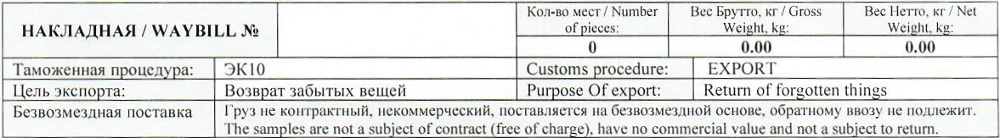 НАКЛАДНАЯ / WAYBILL №
Кол-во мест / Number of pieces:
Вес Брутто, кг / Gross Weight, kg:
Вес Нетто, кг / Net Weight, kg:
0
0.00
0.00
Таможенная процедура: ЭК10 Customs procedure: EXPORT
Цель экспорта: Возврат забытых вещей Purpose Of export: Return of forgotten things
Безвозмездная поставка Груз не контрактный, некоммерческий, поставляется на безвозмездной основе, обратному ввозу не подлежит.
The samples are not a subject of contract (free of charge), have no commercial value and not a subject to return.